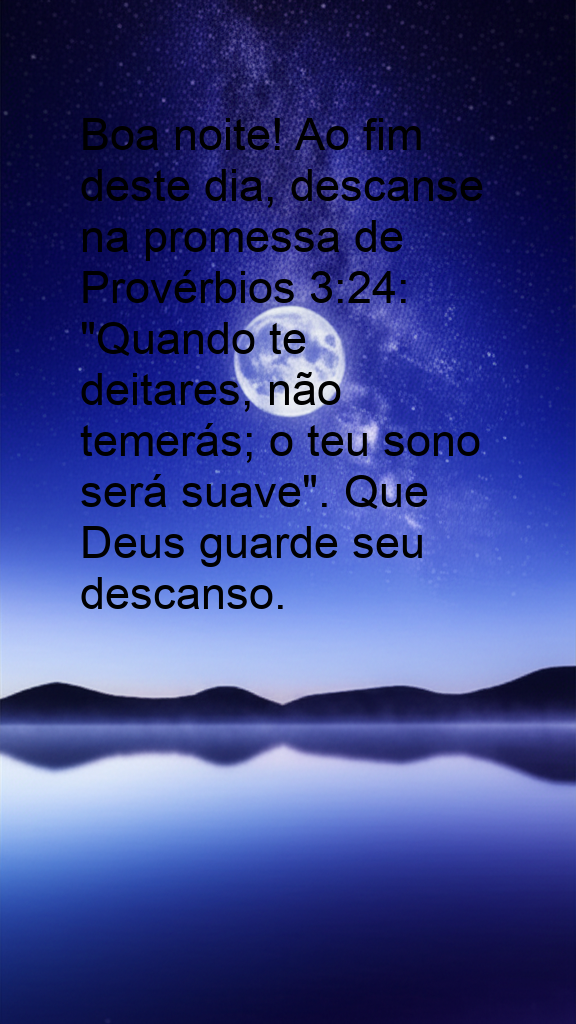 Boa noite! Ao fim
deste dia, descanse
na promessa de
Provérbios 3:24:
"Quando te
deitares, não
temerás; o teu sono
será suave". Que
Deus guarde seu
descanso.